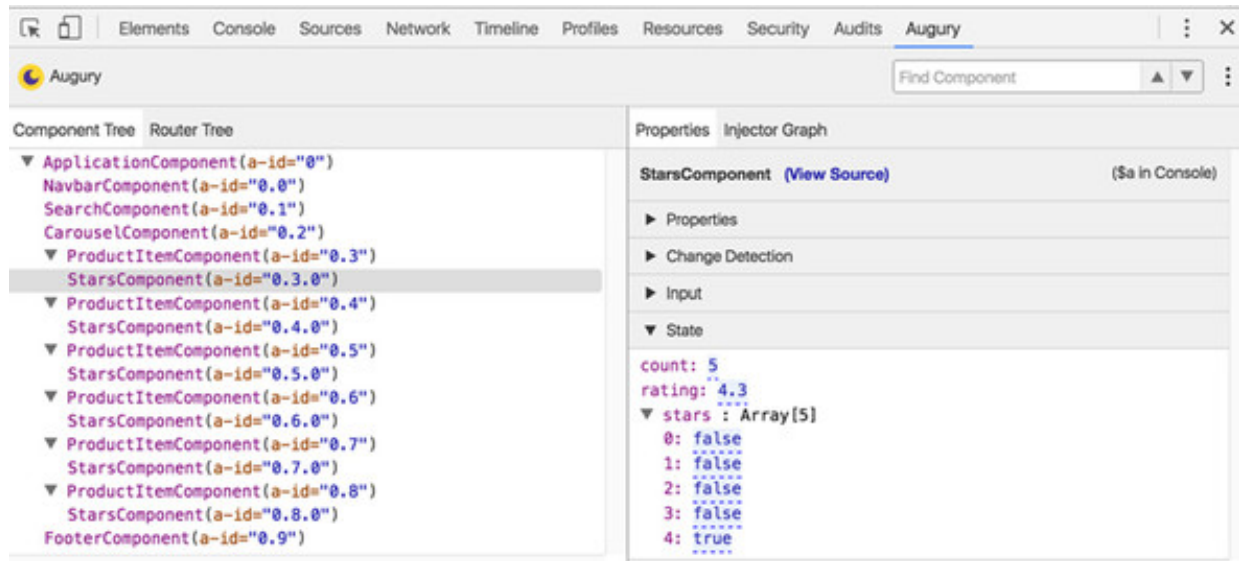 Elements Console Sources Network Timeline Profiles Resources Security Audits Augury
Augury Find Component
Component Tree Router Tree
ApplicationComponent(a-id="0")
NavbarComponent(a-id="0.0")
SearchComponent(a-id="0.1")
CarouselComponent(a-id="0.2")
ProductItemComponent(a-id="0.3")
StarsComponent(a-id="0.3.0")
ProductItemComponent(a-id="0.4")
StarsComponent(a-id="0.4.0")
ProductItemComponent(a-id="0.5")
StarsComponent(a-id="0.5.0")
ProductItemComponent(a-id="0.6")
StarsComponent(a-id="0.6.0")
ProductItemComponent(a-id="0.7")
StarsComponent(a-id="0.7.0")
ProductItemComponent(a-id="0.8")
StarsComponent(a-id="0.8.0")
FooterComponent(a-id="0.9")
Properties Injector Graph
StarsComponent (View Source) ($a in Console)
Properties
Change Detection
Input
State
count: 5
rating: 4.3
stars : Array[5]
0: false
1: false
2: false
3: false
4: true